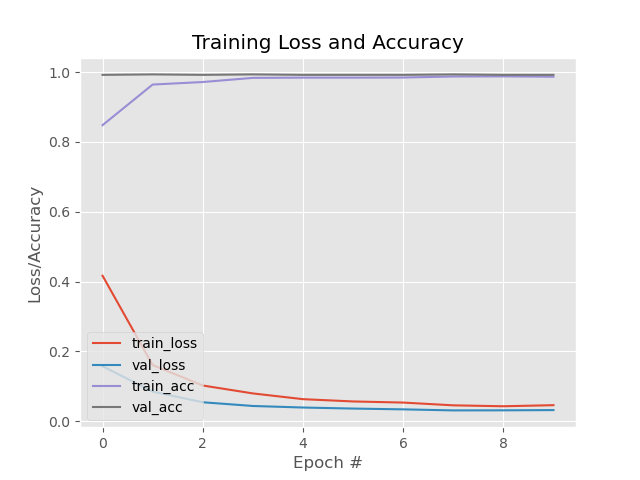 Training Loss and Accuracy
1.0
0.8
0.6
0.4
0.2
0.0
Loss/Accuracy
train_loss
val_loss
train_acc
val_acc
0 2 4 6 8
Epoch #